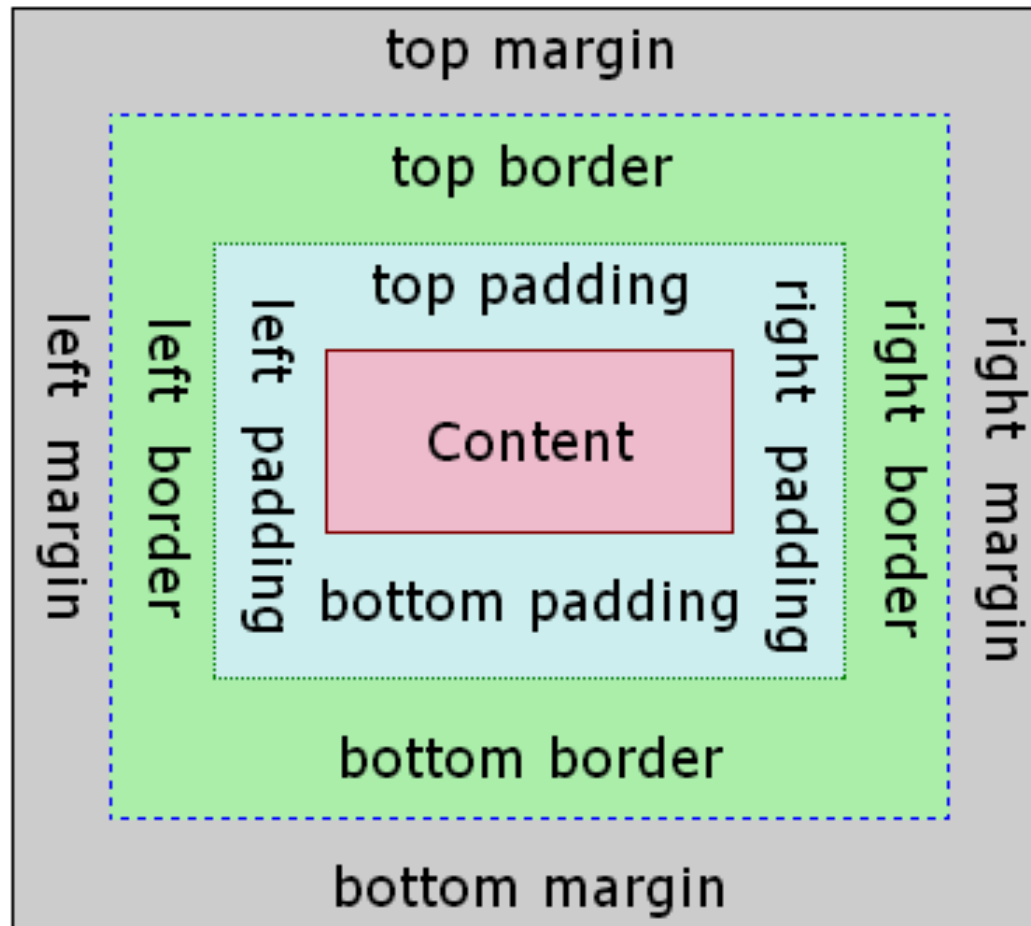 top margin
top border
top padding
left margin
left border
left padding
Content
right padding
right border
right margin
bottom padding
bottom border
bottom margin